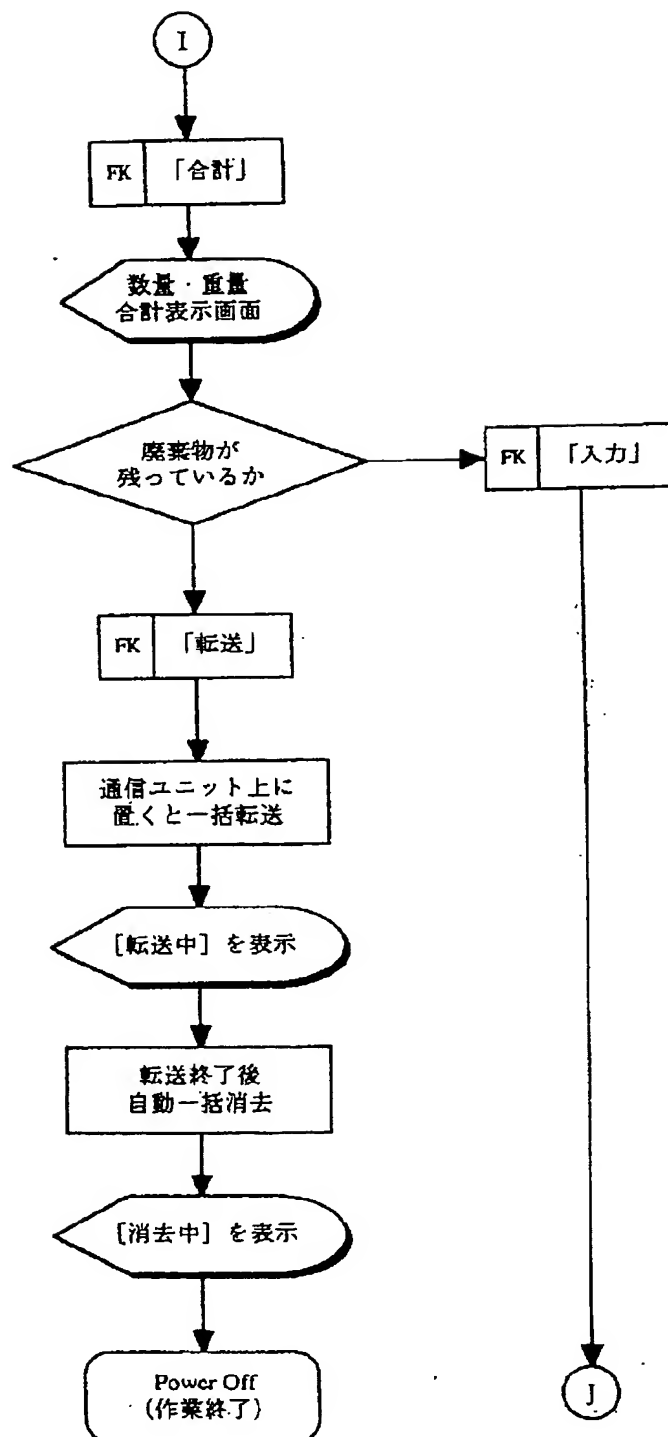 I
FK 「合計」
数量・重量
合計表示画面
廃棄物が
残っているか
FK 「入力」
FK 「転送」
通信ユニット上に
置くと一括転送
[転送中] を表示
転送終了後
自動一括消去
[消去中] を表示
Power Off
(作業終了)
J